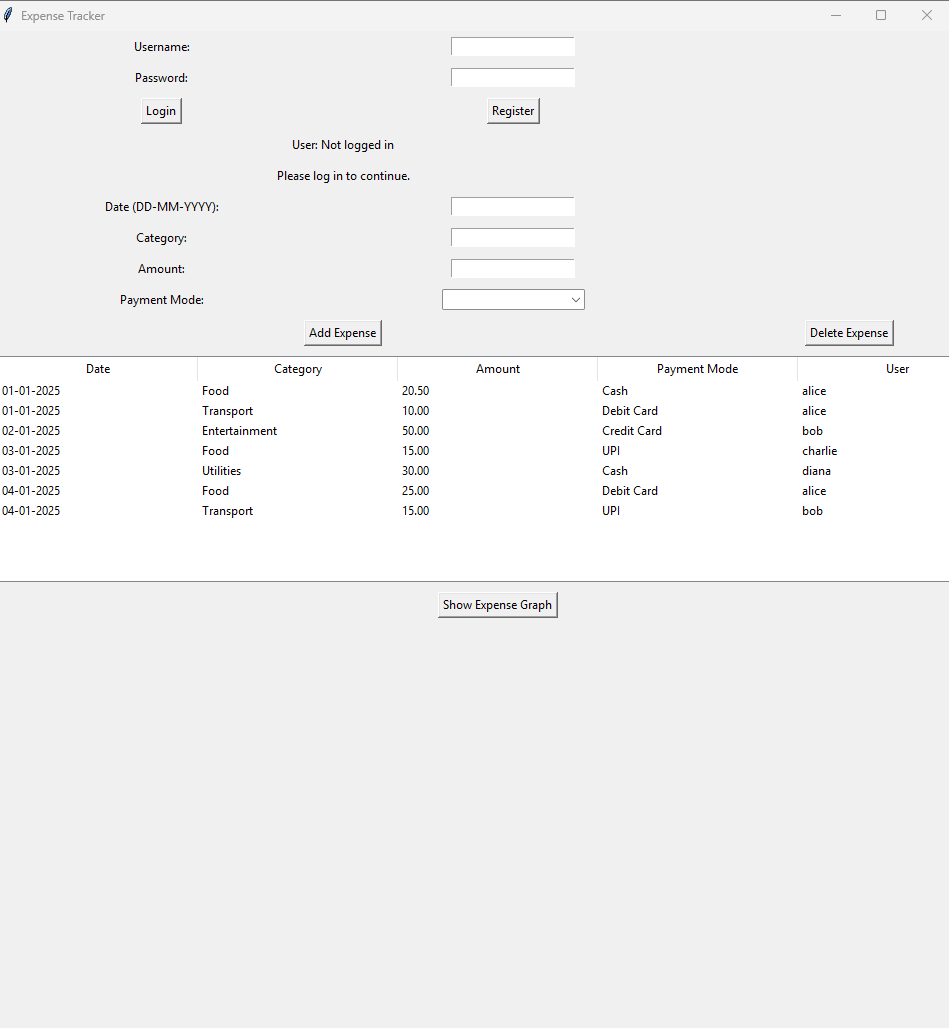 Expense Tracker
Username:
Password:
Login Register
User: Not logged in
Please log in to continue.
Date (DD-MM-YYYY):
Category:
Amount:
Payment Mode:
Add Expense Delete Expense
Date Category Amount Payment Mode User
01-01-2025 Food 20.50 Cash alice
01-01-2025 Transport 10.00 Debit Card alice
02-01-2025 Entertainment 50.00 Credit Card bob
03-01-2025 Food 15.00 UPI charlie
03-01-2025 Utilities 30.00 Cash diana
04-01-2025 Food 25.00 Debit Card alice
04-01-2025 Transport 15.00 UPI bob
Show Expense Graph